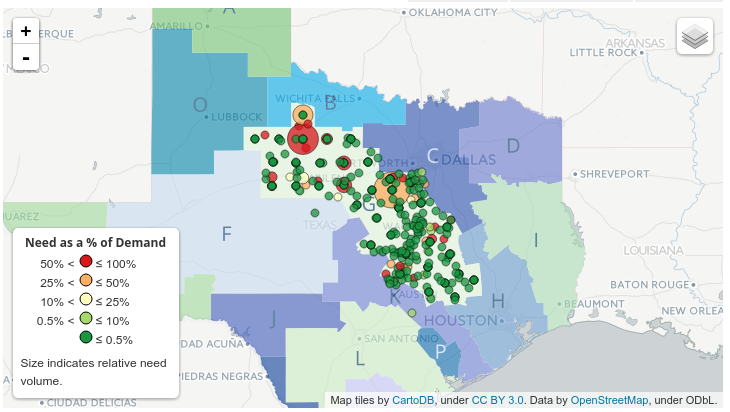 A
OKLAHOMA CITY
AMARILLO
+
-
ARKANSAS
LITTLE ROCK
WICHITA FALLS
B
O
LUBBOCK
C
DALLAS
D
SHREVEPORT
G
TEXAS
F
I
LOUISIANA
BATON ROUGE
K
H
BEAUMONT
J
HOUSTON
SAN ANTONIO
P
L
Need as a % of Demand
50% < ≤ 100%
25% < ≤ 50%
10% < ≤ 25%
0.5% < ≤ 10%
≤ 0.5%
Size indicates relative need
volume.
PIEDRAS NEGRAS
CIUDAD DELICIAS
Map tiles by CartoDB, under CC BY 3.0. Data by OpenStreetMap, under ODbL.